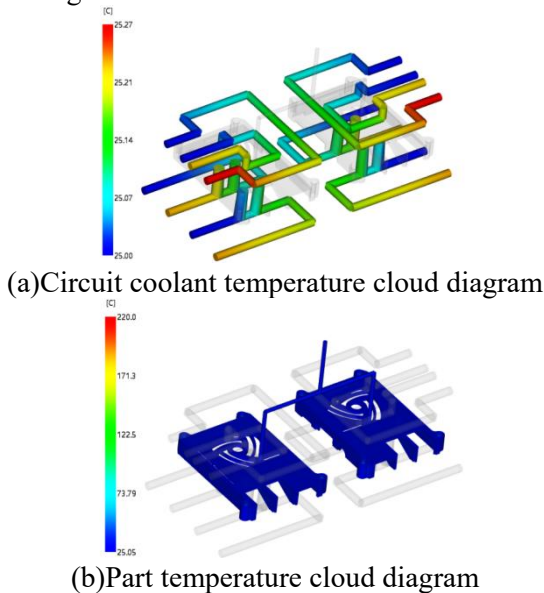 [C]
25.27
25.21
25.14
25.07
25.00
(a)Circuit coolant temperature cloud diagram
[C]
220.0
171.3
122.5
73.79
25.05
(b)Part temperature cloud diagram